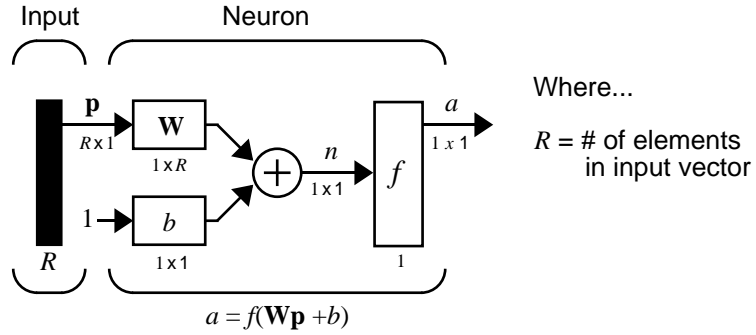 Input Neuron
Where...
p a
W n f
R x 1 1 x R 1 x 1 1 x 1
R = # of elements
in input vector
1 b
R 1 x 1 1
a = f(Wp +b)